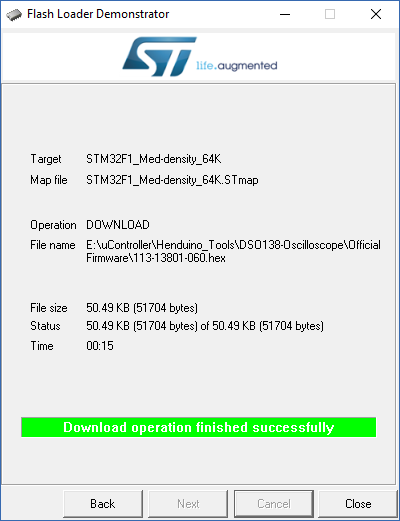 Flash Loader Demonstrator
ST
life.augmented
Target STM32F1_Med-density_64K
Map file STM32F1_Med-density_64K.STmap
Operation DOWNLOAD
File name E:\uController\Henduino_Tools\DSO138-Oscilloscope\Official
Firmware\113-13801-060.hex
File size 50.49 KB (51704 bytes)
Status 50.49 KB (51704 bytes) of 50.49 KB (51704 bytes)
Time 00:15
Download operation finished successfully
Back Next Cancel Close